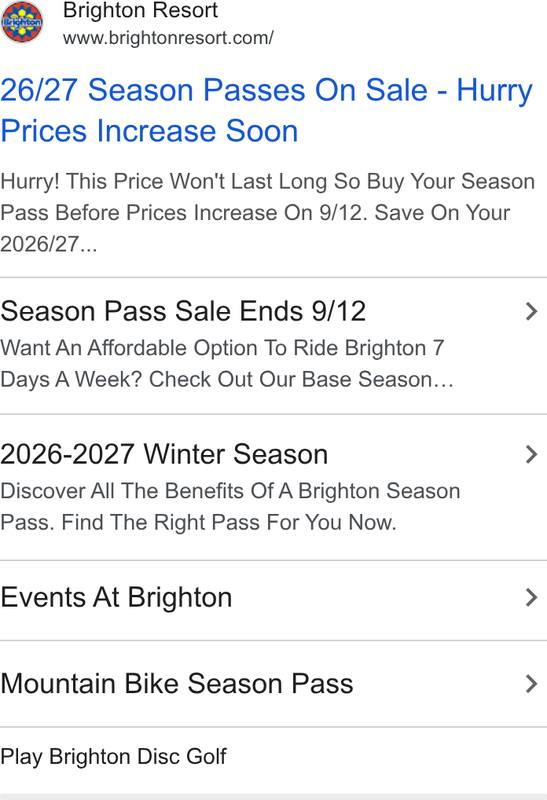 Brighton
Brighton Resort
www.brightonresort.com/
26/27 Season Passes On Sale - Hurry
Prices Increase Soon
Hurry! This Price Won't Last Long So Buy Your Season
Pass Before Prices Increase On 9/12. Save On Your
2026/27...
Season Pass Sale Ends 9/12
Want An Affordable Option To Ride Brighton 7
Days A Week? Check Out Our Base Season...
2026-2027 Winter Season
Discover All The Benefits Of A Brighton Season
Pass. Find The Right Pass For You Now.
Events At Brighton
Mountain Bike Season Pass
Play Brighton Disc Golf